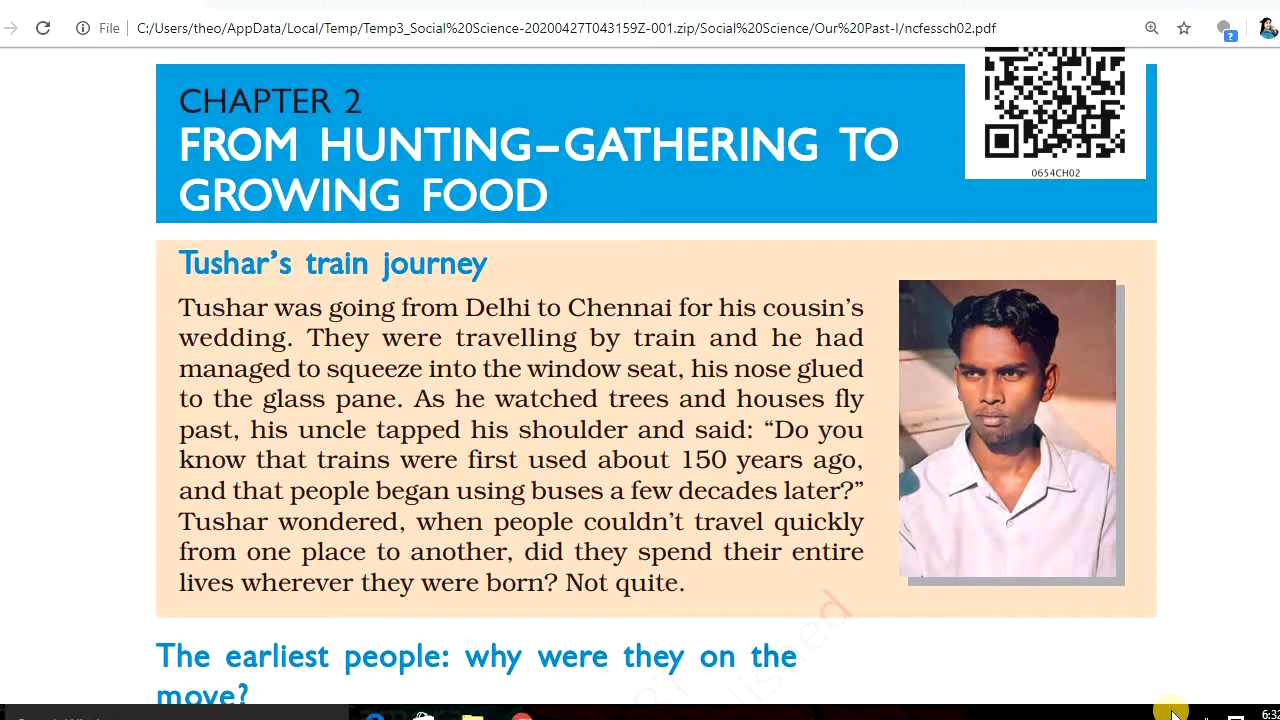 File
C:/Users/theo/AppData/Local/Temp/Temp3_Social%20Science-20200427T043159Z-001.zip/Social%20Science/Our%20Past-I/ncfessch02.pdf
CHAPTER 2
FROM HUNTING–GATHERING TO
GROWING FOOD
0654CH02
Tushar’s train journey
Tushar was going from Delhi to Chennai for his cousin’s
wedding. They were travelling by train and he had
managed to squeeze into the window seat, his nose glued
to the glass pane. As he watched trees and houses fly
past, his uncle tapped his shoulder and said: “Do you
know that trains were first used about 150 years ago,
and that people began using buses a few decades later?”
Tushar wondered, when people couldn’t travel quickly
from one place to another, did they spend their entire
lives wherever they were born? Not quite.
The earliest people: why were they on the
move?